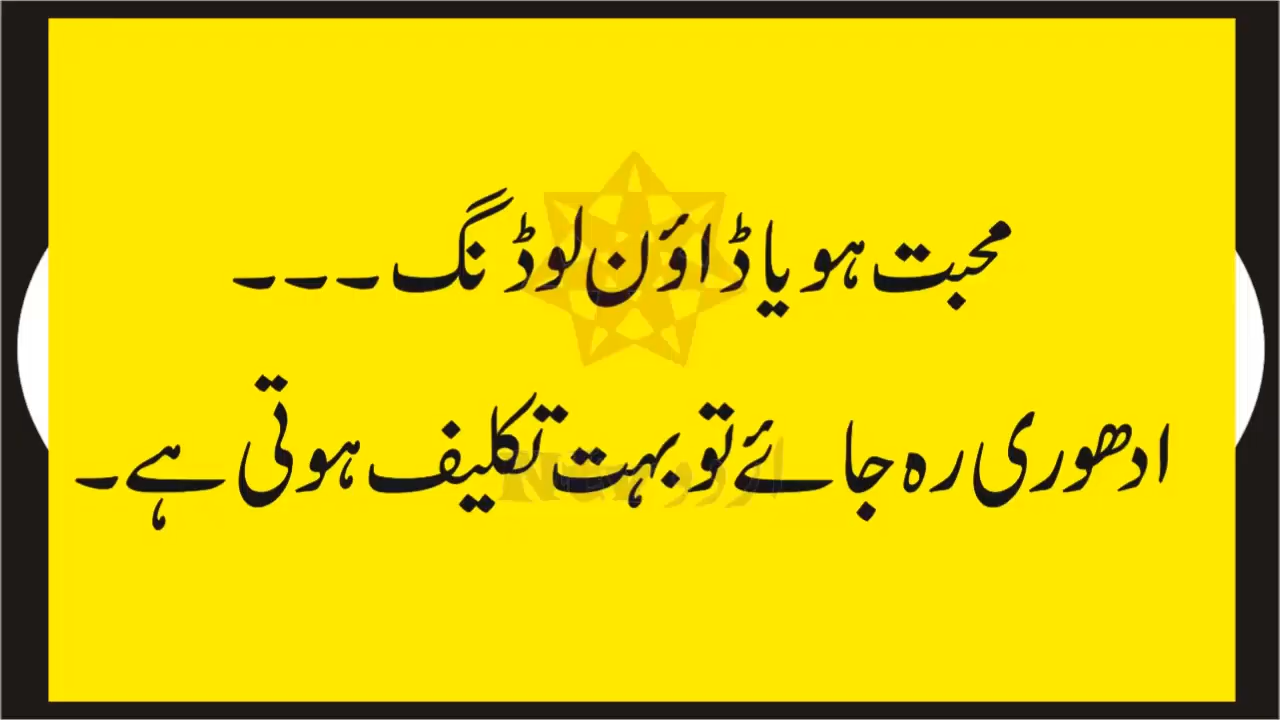 محبت ہو یا ڈاؤن لوڈنگ ۔۔۔
ادھوری رہ جائے تو بہت تکلیف ہوتی ہے۔